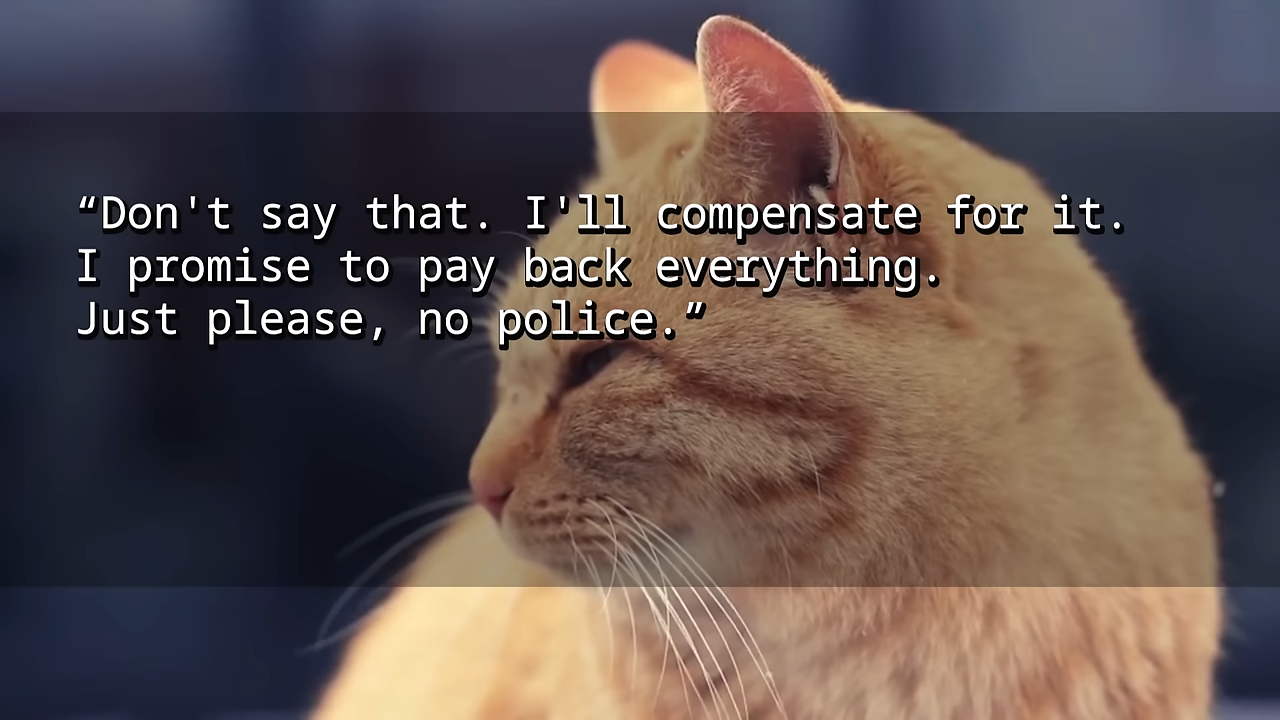 “Don't say that. I'll compensate for it.
I promise to pay back everything.
Just please, no police.”